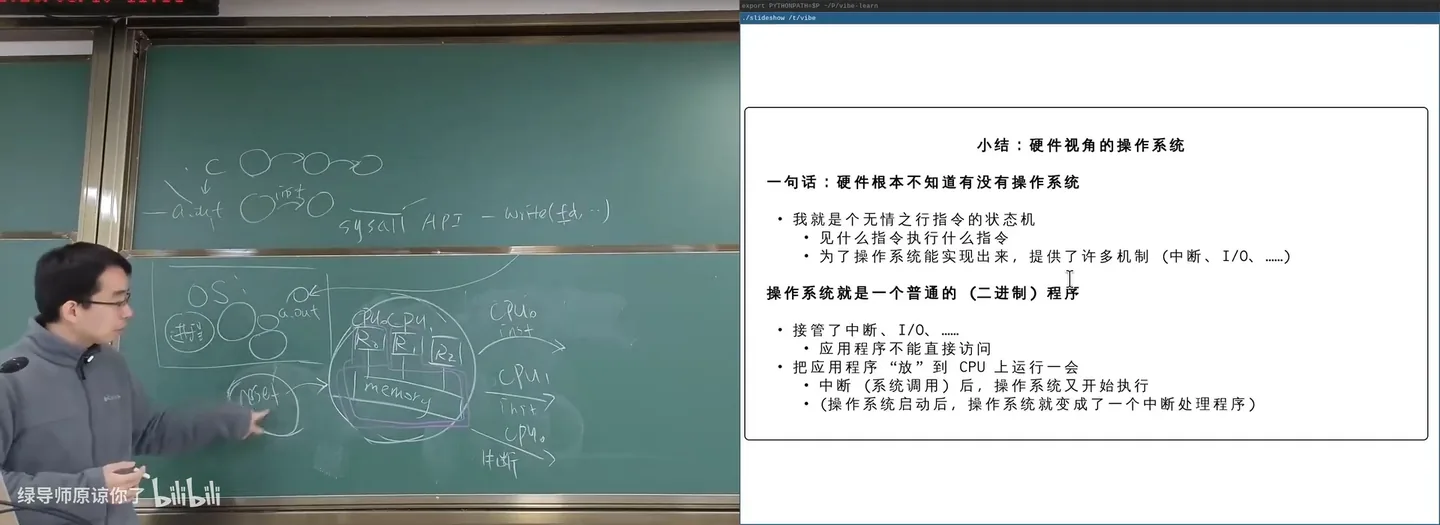 C
a.out
init
syscall API — write(fd, …)
OS
a.out
进程
CPU0 CPU1
R0 R1 R2
memory
reset
CPU0
inst
CPU1
inst
CPU0
中断
绿导师原谅你了 bilibili
export PYTHONPATH=$P ~/P/vibe-learn
./slideshow /t/vibe
小结：硬件视角的操作系统
一句话：硬件根本不知道有没有操作系统
• 我就是个无情之行指令的状态机
• 见什么指令执行什么指令
• 为了操作系统能实现出来，提供了许多机制 (中断、I/O、……)
操作系统就是一个普通的 (二进制) 程序
• 接管了中断、I/O、……
• 应用程序不能直接访问
• 把应用程序 “放” 到 CPU 上运行一会
• 中断 (系统调用) 后，操作系统又开始执行
• (操作系统启动后，操作系统就变成了一个中断处理程序)